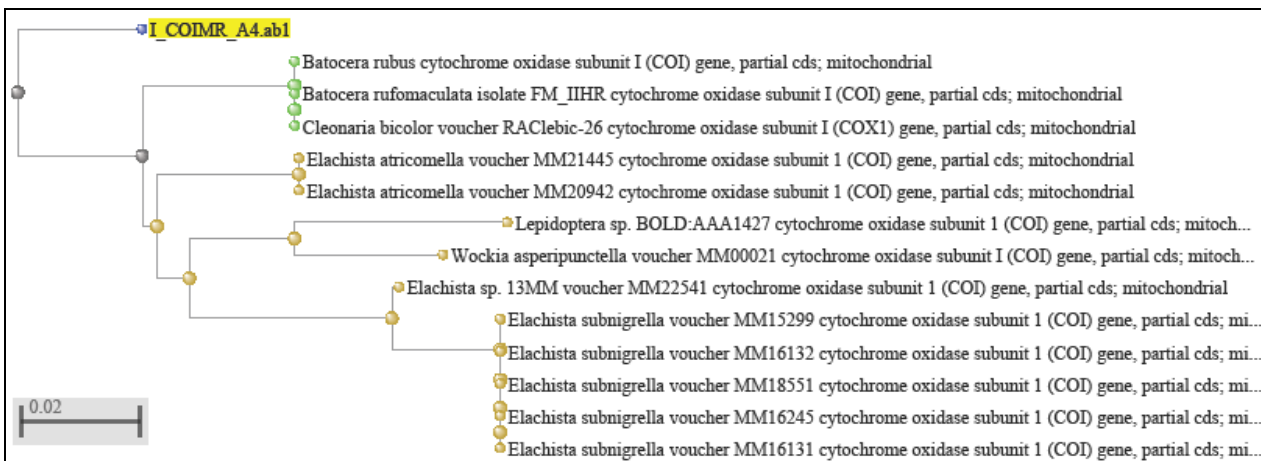 I_COIMR_A4.ab1
Batocera rubus cytochrome oxidase subunit I (COI) gene, partial cds; mitochondrial
Batocera rufomaculata isolate FM_IIHR cytochrome oxidase subunit I (COI) gene, partial cds; mitochondrial
Cleonaria bicolor voucher RAClebic-26 cytochrome oxidase subunit I (COX1) gene, partial cds; mitochondrial
Elachista atricomella voucher MM21445 cytochrome oxidase subunit 1 (COI) gene, partial cds; mitochondrial
Elachista atricomella voucher MM20942 cytochrome oxidase subunit 1 (COI) gene, partial cds; mitochondrial
Lepidoptera sp. BOLD:AAA1427 cytochrome oxidase subunit 1 (COI) gene, partial cds; mitoch...
Wockia asperipunctella voucher MM00021 cytochrome oxidase subunit I (COI) gene, partial cds; mitoch...
Elachista sp. 13MM voucher MM22541 cytochrome oxidase subunit 1 (COI) gene, partial cds; mitochondrial
Elachista subnigrella voucher MM15299 cytochrome oxidase subunit 1 (COI) gene, partial cds; mi...
Elachista subnigrella voucher MM16132 cytochrome oxidase subunit 1 (COI) gene, partial cds; mi...
Elachista subnigrella voucher MM18551 cytochrome oxidase subunit 1 (COI) gene, partial cds; mi...
Elachista subnigrella voucher MM16245 cytochrome oxidase subunit 1 (COI) gene, partial cds; mi...
Elachista subnigrella voucher MM16131 cytochrome oxidase subunit 1 (COI) gene, partial cds; mi...
0.02